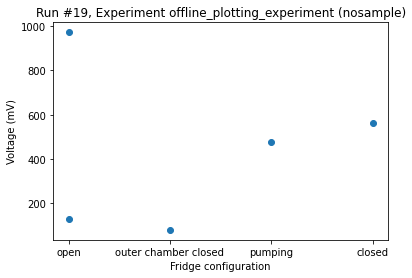 Run #19, Experiment offline_plotting_experiment (nosample)
1000
800
600
400
200
Voltage (mV)
open
outer chamber closed
pumping
closed
Fridge configuration